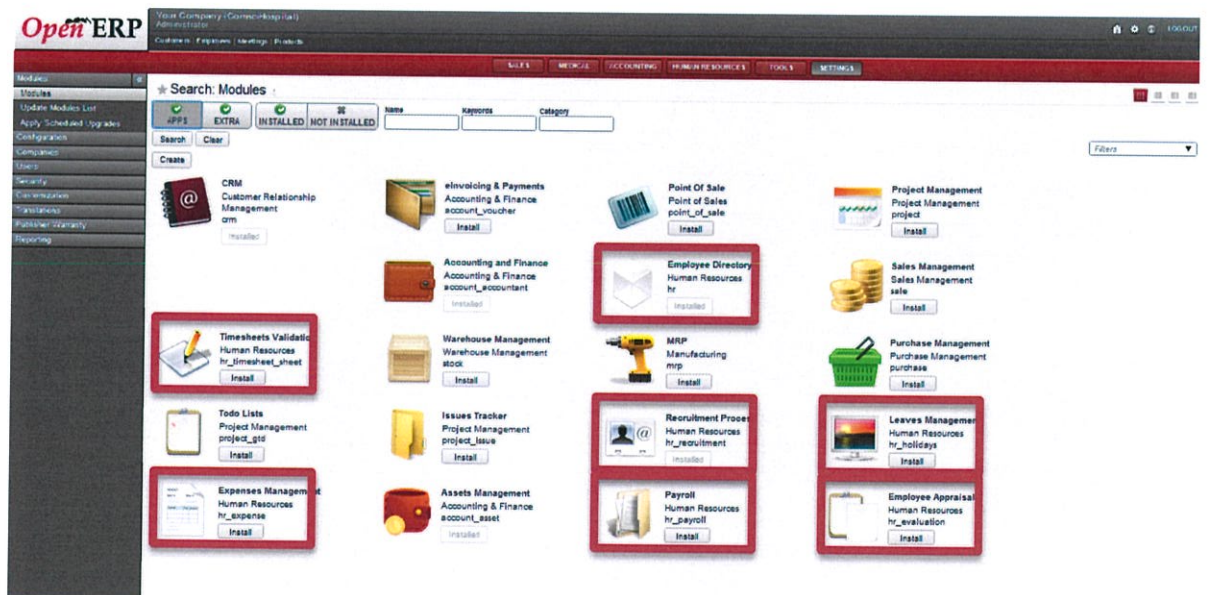 Open ERP
Your Company (Comno-Hospital)
Administrator
Customers | Employees | Meetings | Products
LOGOUT
SALES
MEDICAL
ACCOUNTING
HUMAN RESOURCES
TOOLS
SETTINGS
Modules
Modules
Update Modules List
Apply Scheduled Upgrades
Configuration
Companies
Users
Security
Customization
Translations
Publisher Warranty
Reporting
Search: Modules
APPS
EXTRA
INSTALLED
NOT INSTALLED
Name
Keywords
Category
Search
Clear
Filters
Create
CRM
Customer Relationship
Management
crm
Installed
eInvoicing & Payments
Accounting & Finance
account_voucher
Install
Point Of Sale
Point of Sales
point_of_sale
Install
Project Management
Project Management
project
Install
Accounting and Finance
Accounting & Finance
account_accountant
Installed
Employee Directory
Human Resources
hr
Installed
Sales Management
Sales Management
sale
Install
Timesheets Validatio
Human Resources
hr_timesheet_sheet
Install
Warehouse Management
Warehouse Management
stock
Install
MRP
Manufacturing
mrp
Install
Purchase Management
Purchase Management
purchase
Install
Todo Lists
Project Management
project_gtd
Install
Issues Tracker
Project Management
project_issue
Install
Recruitment Proces
Human Resources
hr_recruitment
Installed
Leaves Managemen
Human Resources
hr_holidays
Install
Expenses Management
Human Resources
hr_expense
Install
Assets Management
Accounting & Finance
account_asset
Installed
Payroll
Human Resources
hr_payroll
Install
Employee Appraisal
Human Resources
hr_evaluation
Install